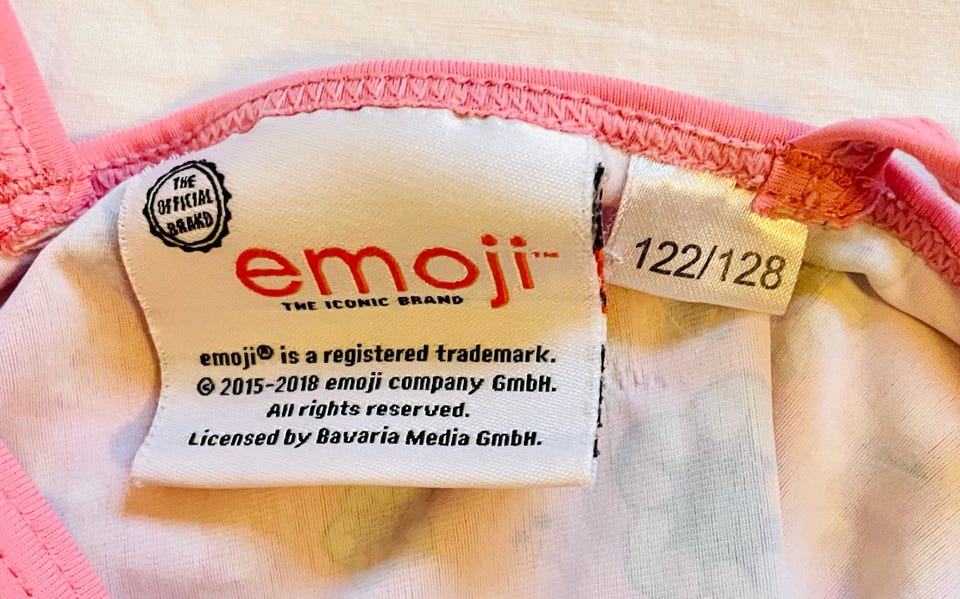 THE
OFFICIAL
BRAND
emoji™
THE ICONIC BRAND
emoji® is a registered trademark.
© 2015-2018 emoji company GmbH.
All rights reserved.
Licensed by Bavaria Media GmbH.
122/128